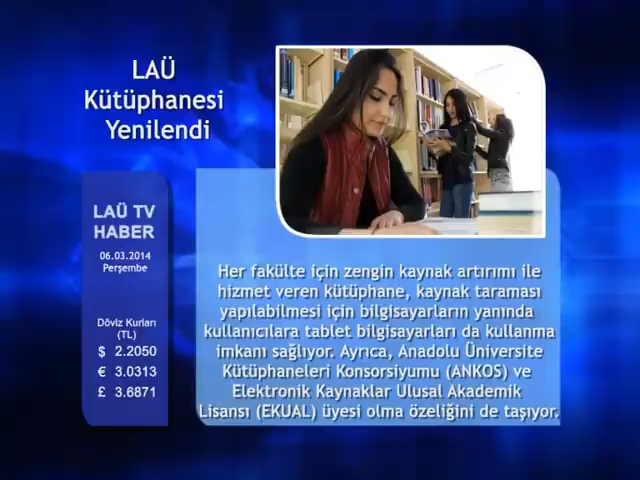 LAÜ
Kütüphanesi
Yenilendi
LAÜ TV
HABER
06.03.2014
Perşembe
Döviz Kurları
(TL)
$ 2.2050
€ 3.0313
£ 3.6871
Her fakülte için zengin kaynak artırımı ile
hizmet veren kütüphane, kaynak taraması
yapılabilmesi için bilgisayarların yanında
kullanıcılara tablet bilgisayarları da kullanma
imkanı sağlıyor. Ayrıca, Anadolu Üniversite
Kütüphaneleri Konsorsiyumu (ANKOS) ve
Elektronik Kaynaklar Ulusal Akademik
Lisansı (EKUAL) üyesi olma özeliğini de taşıyor.